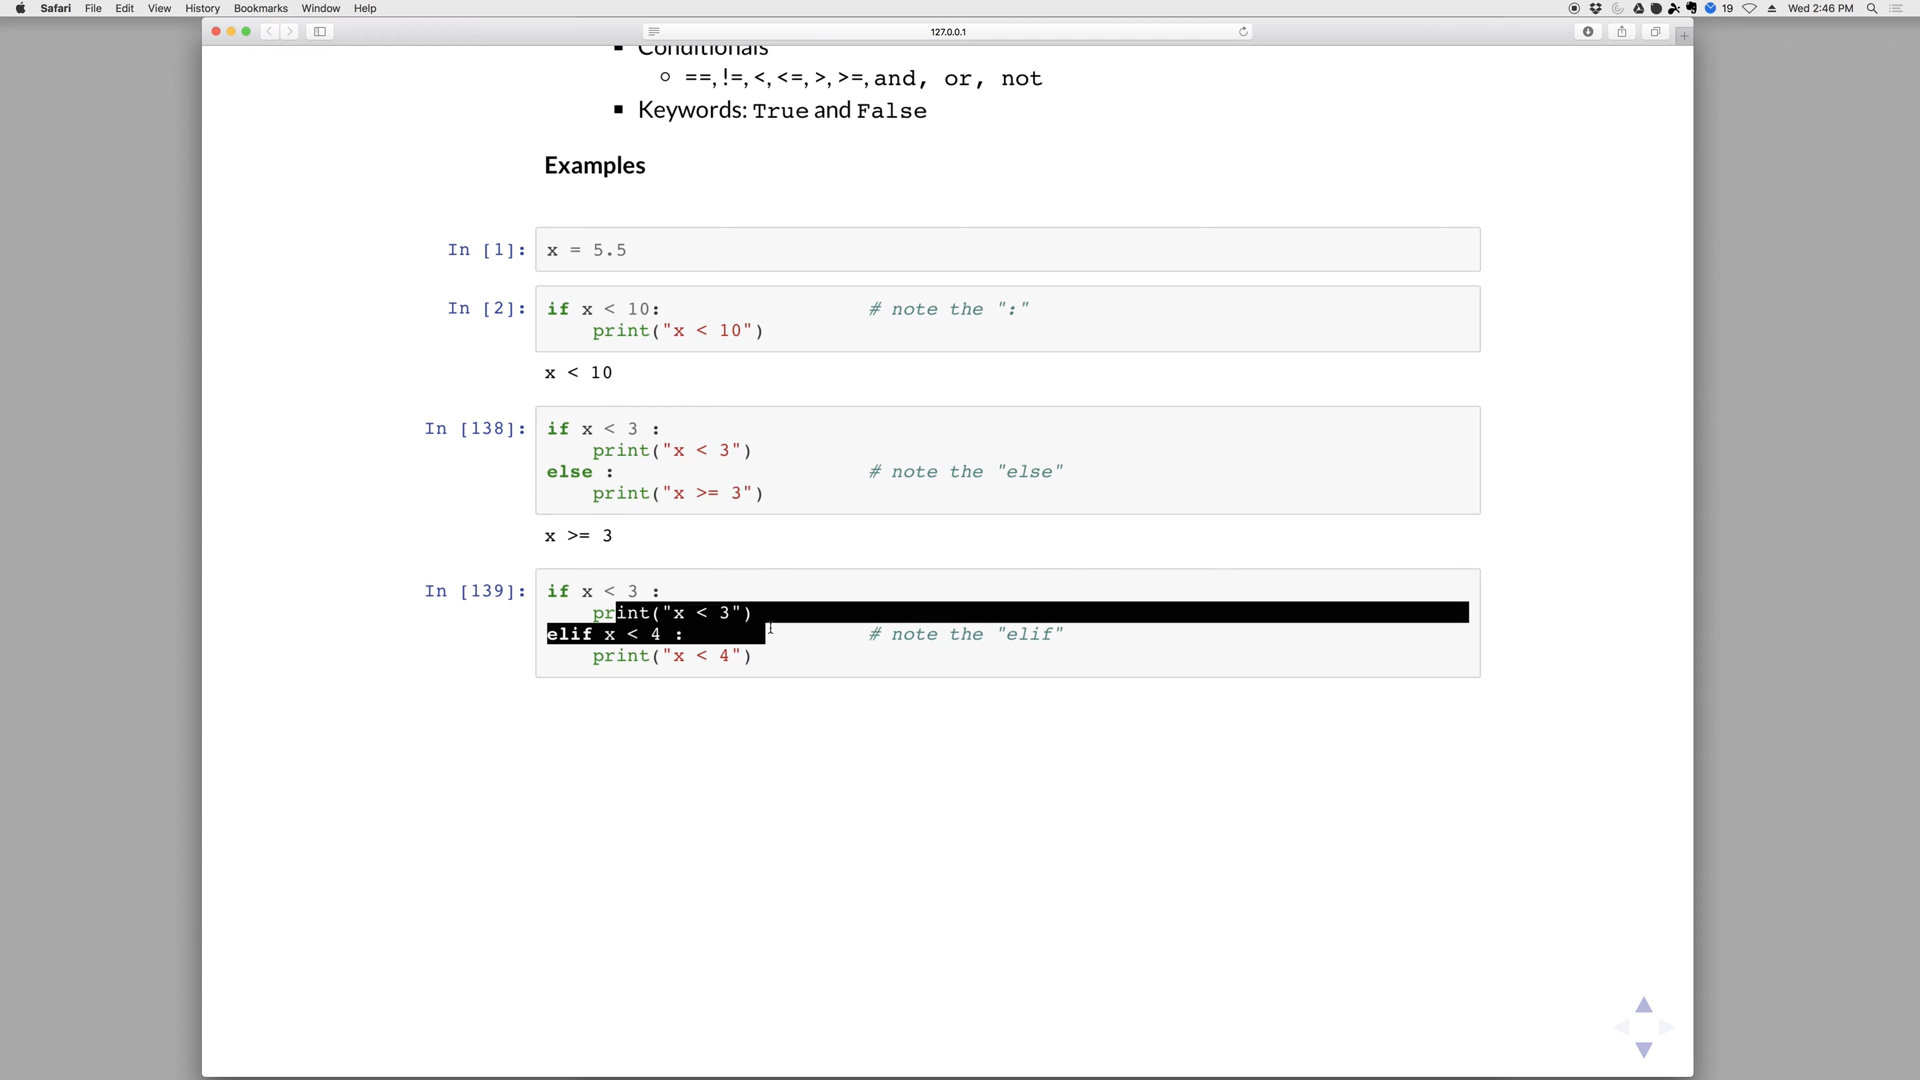 Safari File Edit View History Bookmarks Window Help 19 Wed 2:46 PM
127.0.0.1
Conditionals
==, !=, <, <=, >, >=, and, or, not
Keywords: True and False
Examples
In [1]: x = 5.5
In [2]: if x < 10: # note the ":"
print("x < 10")
x < 10
In [138]: if x < 3 :
print("x < 3")
else : # note the "else"
print("x >= 3")
x >= 3
In [139]: if x < 3 :
print("x < 3")
elif x < 4 : # note the "elif"
print("x < 4")